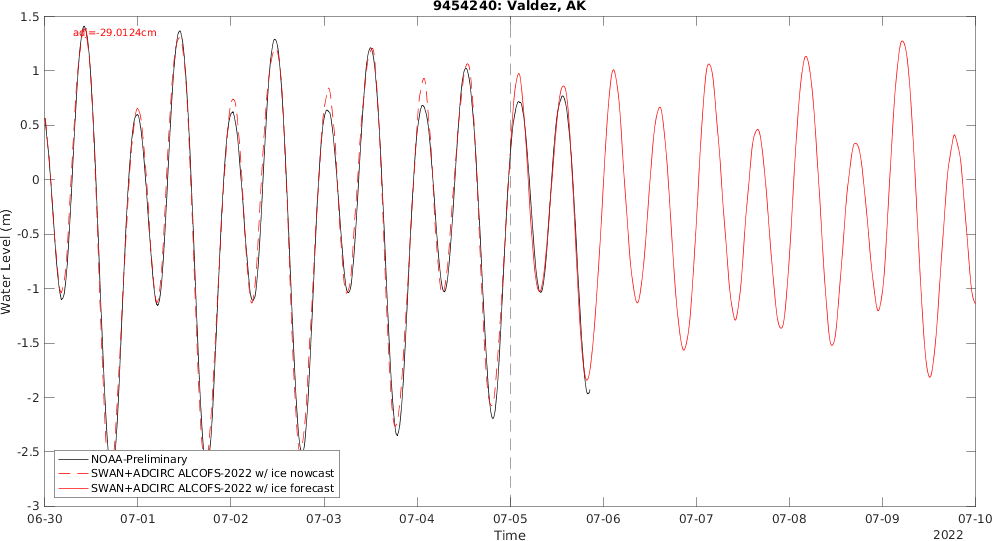 9454240: Valdez, AK
adj=-29.0124cm
1.5
1
0.5
0
-0.5
-1
-1.5
-2
-2.5
-3
Water Level (m)
NOAA-Preliminary
SWAN+ADCIRC ALCOFS-2022 w/ ice nowcast
SWAN+ADCIRC ALCOFS-2022 w/ ice forecast
06-30 07-01 07-02 07-03 07-04 07-05 07-06 07-07 07-08 07-09 07-10
Time
2022